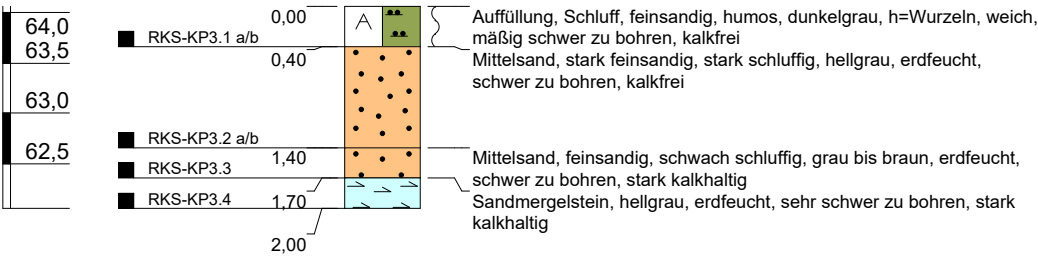 64,0
63,5
63,0
62,5
RKS-KP3.1 a/b
RKS-KP3.2 a/b
RKS-KP3.3
RKS-KP3.4
0,00
0,40
1,40
1,70
2,00
A
Auffüllung, Schluff, feinsandig, humos, dunkelgrau, h=Wurzeln, weich,
mäßig schwer zu bohren, kalkfrei
Mittelsand, stark feinsandig, stark schluffig, hellgrau, erdfeucht,
schwer zu bohren, kalkfrei
Mittelsand, feinsandig, schwach schluffig, grau bis braun, erdfeucht,
schwer zu bohren, stark kalkhaltig
Sandmergelstein, hellgrau, erdfeucht, sehr schwer zu bohren, stark
kalkhaltig